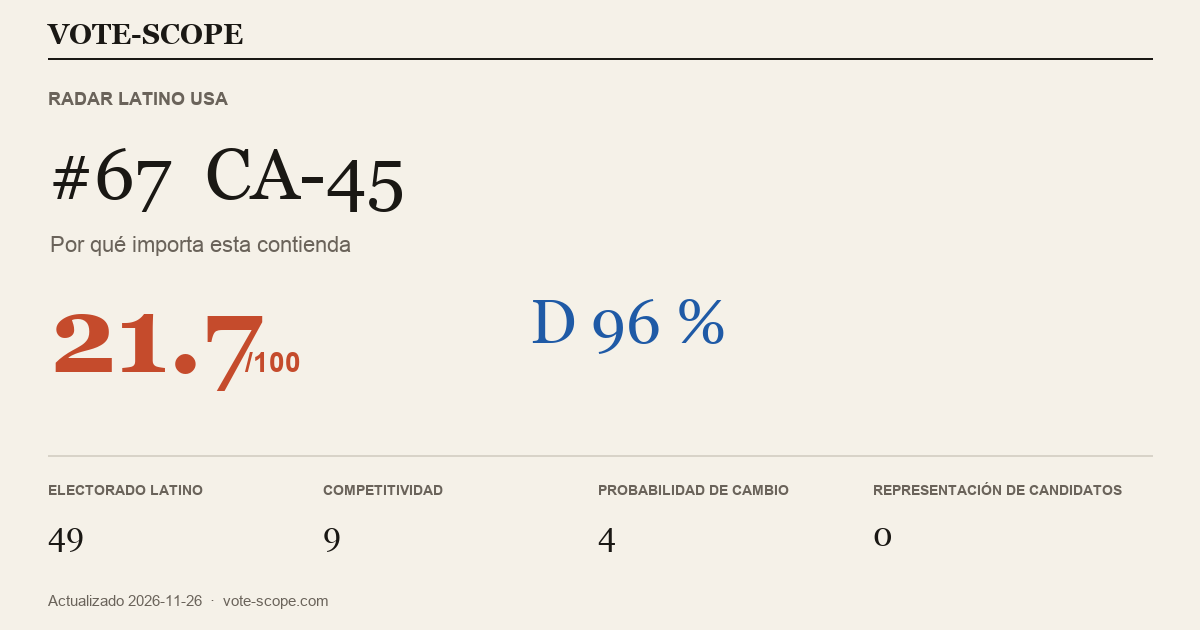 VOTE-SCOPE
RADAR LATINO USA
#67 CA-45
Por qué importa esta contienda
21.7/100
D 96 %
ELECTORADO LATINO
COMPETITIVIDAD
PROBABILIDAD DE CAMBIO
REPRESENTACIÓN DE CANDIDATOS
49
9
4
0
Actualizado 2026-11-26 · vote-scope.com